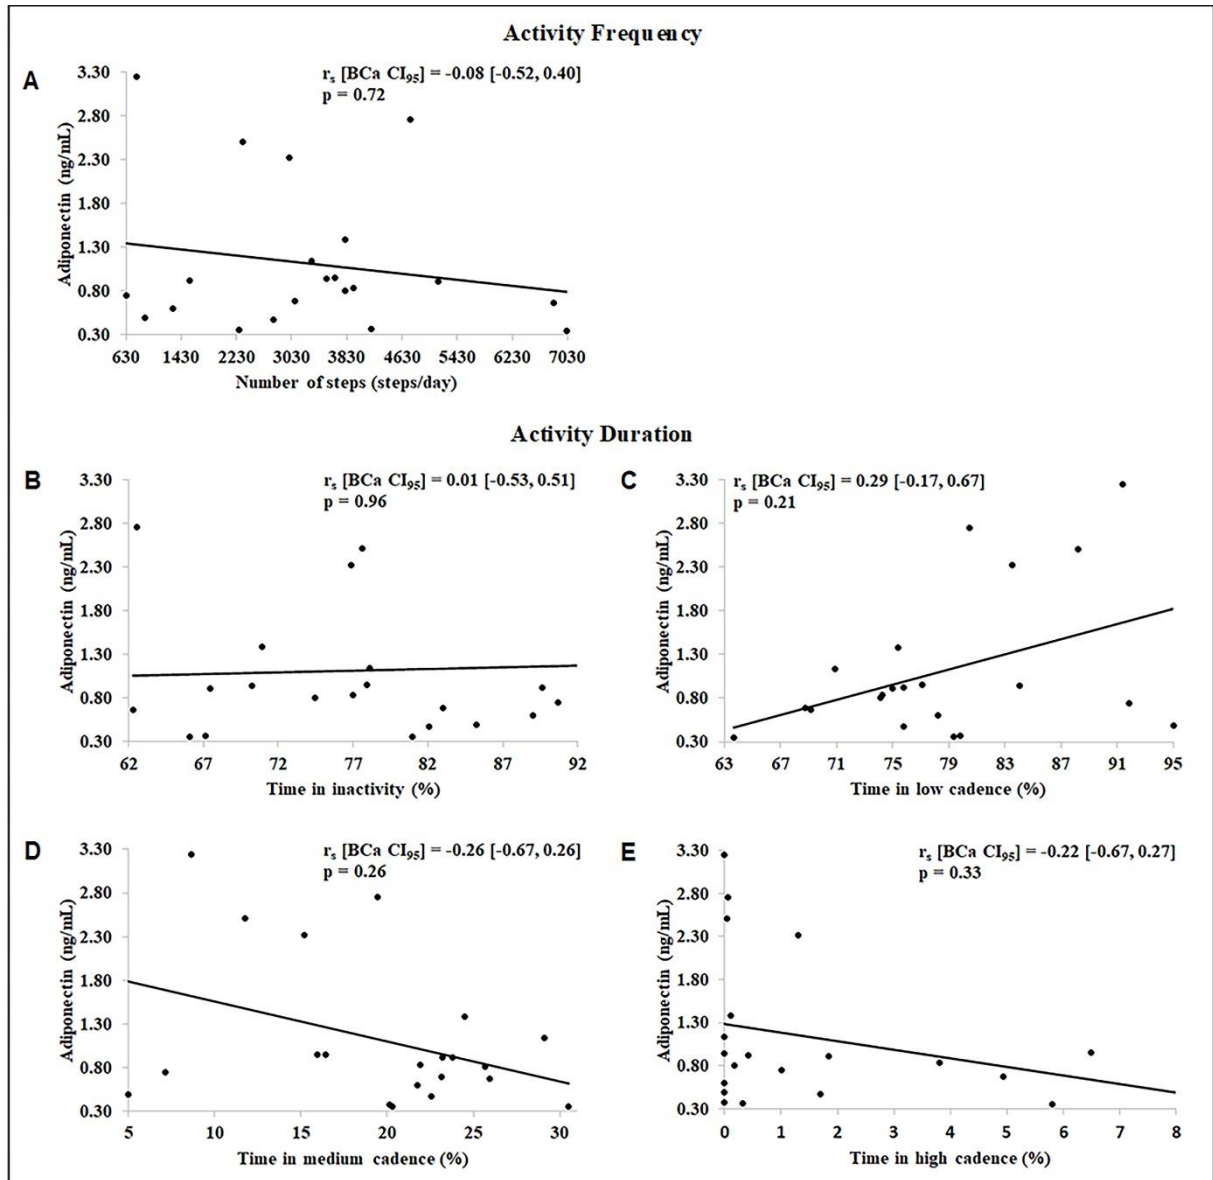 Activity Frequency
A
r_s [BCa CI_95] = -0.08 [-0.52, 0.40]
p = 0.72
Adiponectin (ng/mL)
3.30
2.80
2.30
1.80
1.30
0.80
0.30
630 1430 2230 3030 3830 4630 5430 6230 7030
Number of steps (steps/day)
Activity Duration
B
r_s [BCa CI_95] = 0.01 [-0.53, 0.51]
p = 0.96
Adiponectin (ng/mL)
3.30
2.80
2.30
1.80
1.30
0.80
0.30
62 67 72 77 82 87 92
Time in inactivity (%)
C
r_s [BCa CI_95] = 0.29 [-0.17, 0.67]
p = 0.21
Adiponectin (ng/mL)
3.30
2.80
2.30
1.80
1.30
0.80
0.30
63 67 71 75 79 83 87 91 95
Time in low cadence (%)
D
r_s [BCa CI_95] = -0.26 [-0.67, 0.26]
p = 0.26
Adiponectin (ng/mL)
3.30
2.80
2.30
1.80
1.30
0.80
0.30
5 10 15 20 25 30
Time in medium cadence (%)
E
r_s [BCa CI_95] = -0.22 [-0.67, 0.27]
p = 0.33
Adiponectin (ng/mL)
3.30
2.80
2.30
1.80
1.30
0.80
0.30
0 1 2 3 4 5 6 7 8
Time in high cadence (%)